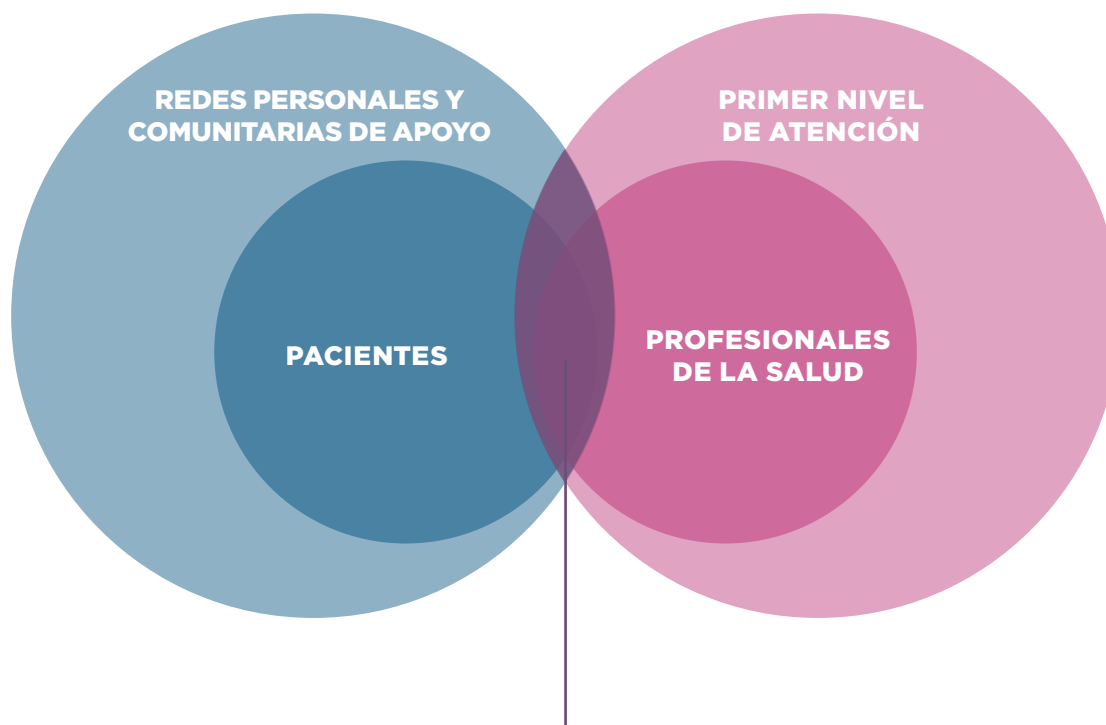 REDES PERSONALES Y
COMUNITARIAS DE APOYO
PRIMER NIVEL
DE ATENCIÓN
PACIENTES
PROFESIONALES
DE LA SALUD